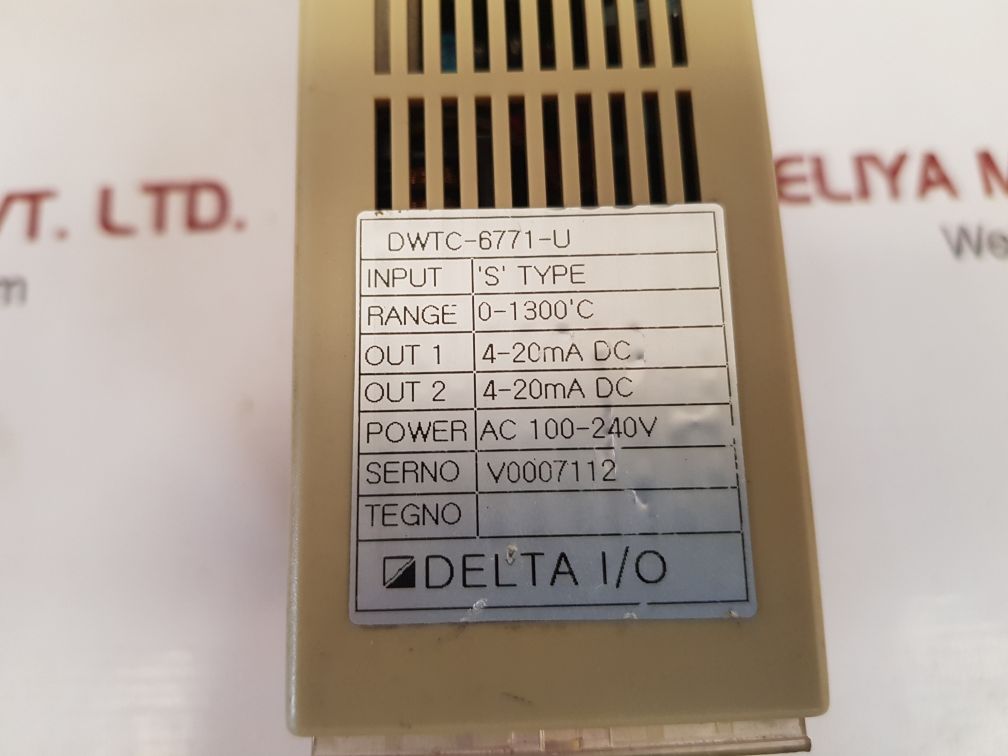 VT. LTD.
m
ELIYA M
We
DWTC-6771-U
INPUT 'S' TYPE
RANGE 0-1300'C
OUT 1 4-20mA DC
OUT 2 4-20mA DC
POWER AC 100-240V
SERNO V0007112
TEGNO
DELTA I/O